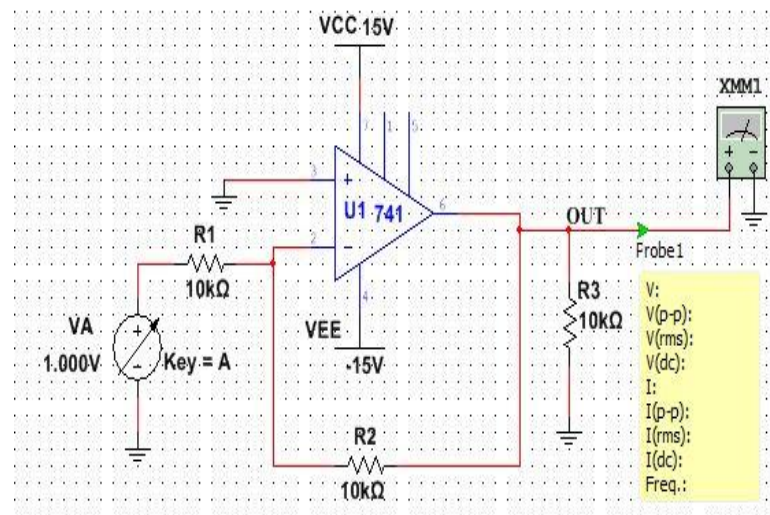 VCC 15V
XMM1
7
1
5
3
+
U1 741
6
OUT
+ -
2
-
R1
10kΩ
Probe1
4
R3
10kΩ
VA
1.000V
+
-
Key = A
VEE
-15V
R2
10kΩ
V:
V(p-p):
V(rms):
V(dc):
I:
I(p-p):
I(rms):
I(dc):
Freq.: